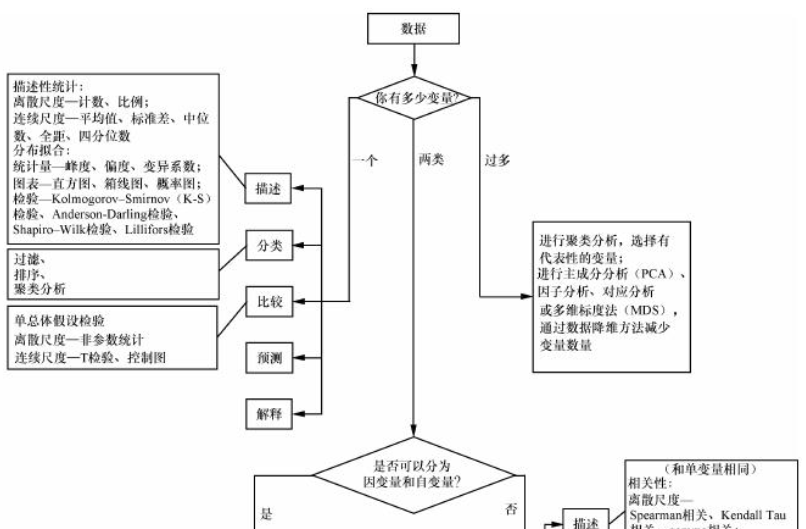 数据
你有多少变量?
一个
两类
过多
描述性统计：
离散尺度—计数、比例；
连续尺度—平均值、标准差、中位
数、全距、四分位数
分布拟合：
统计量—峰度、偏度、变异系数；
图表—直方图、箱线图、概率图；
检验—Kolmogorov–Smirnov（K-S）
检验、Anderson-Darling检验、
Shapiro–Wilk检验、Lillifors检验
描述
过滤、
排序、
聚类分析
分类
单总体假设检验
离散尺度—非参数统计
连续尺度—T检验、控制图
比较
预测
解释
进行聚类分析，选择有
代表性的变量；
进行主成分分析（PCA）、
因子分析、对应分析
或多维标度法（MDS），
通过数据降维方法减少
变量数量
是否可以分为
因变量和自变量?
是
否
描述
（和单变量相同）
相关性：
离散尺度—
Spearman相关、Kendall Tau